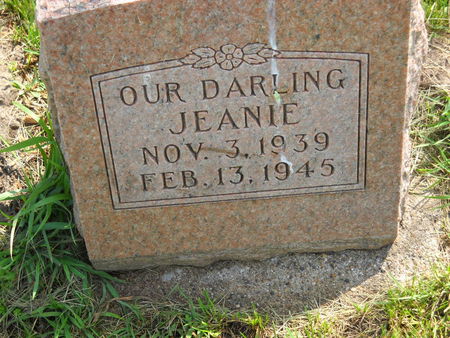 OUR DARLING
JEANIE
NOV. 3, 1939
FEB. 13, 1945